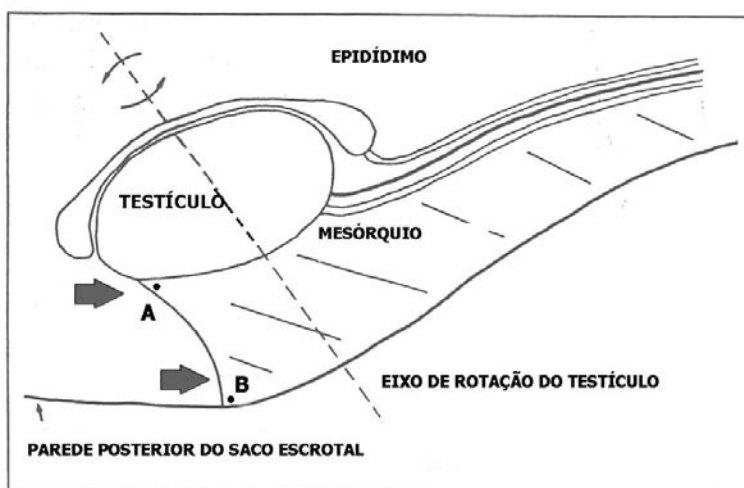 EPIDÍDIMO
TESTÍCULO
MESÓRQUIO
A
B
EIXO DE ROTAÇÃO DO TESTÍCULO
PAREDE POSTERIOR DO SACO ESCROTAL